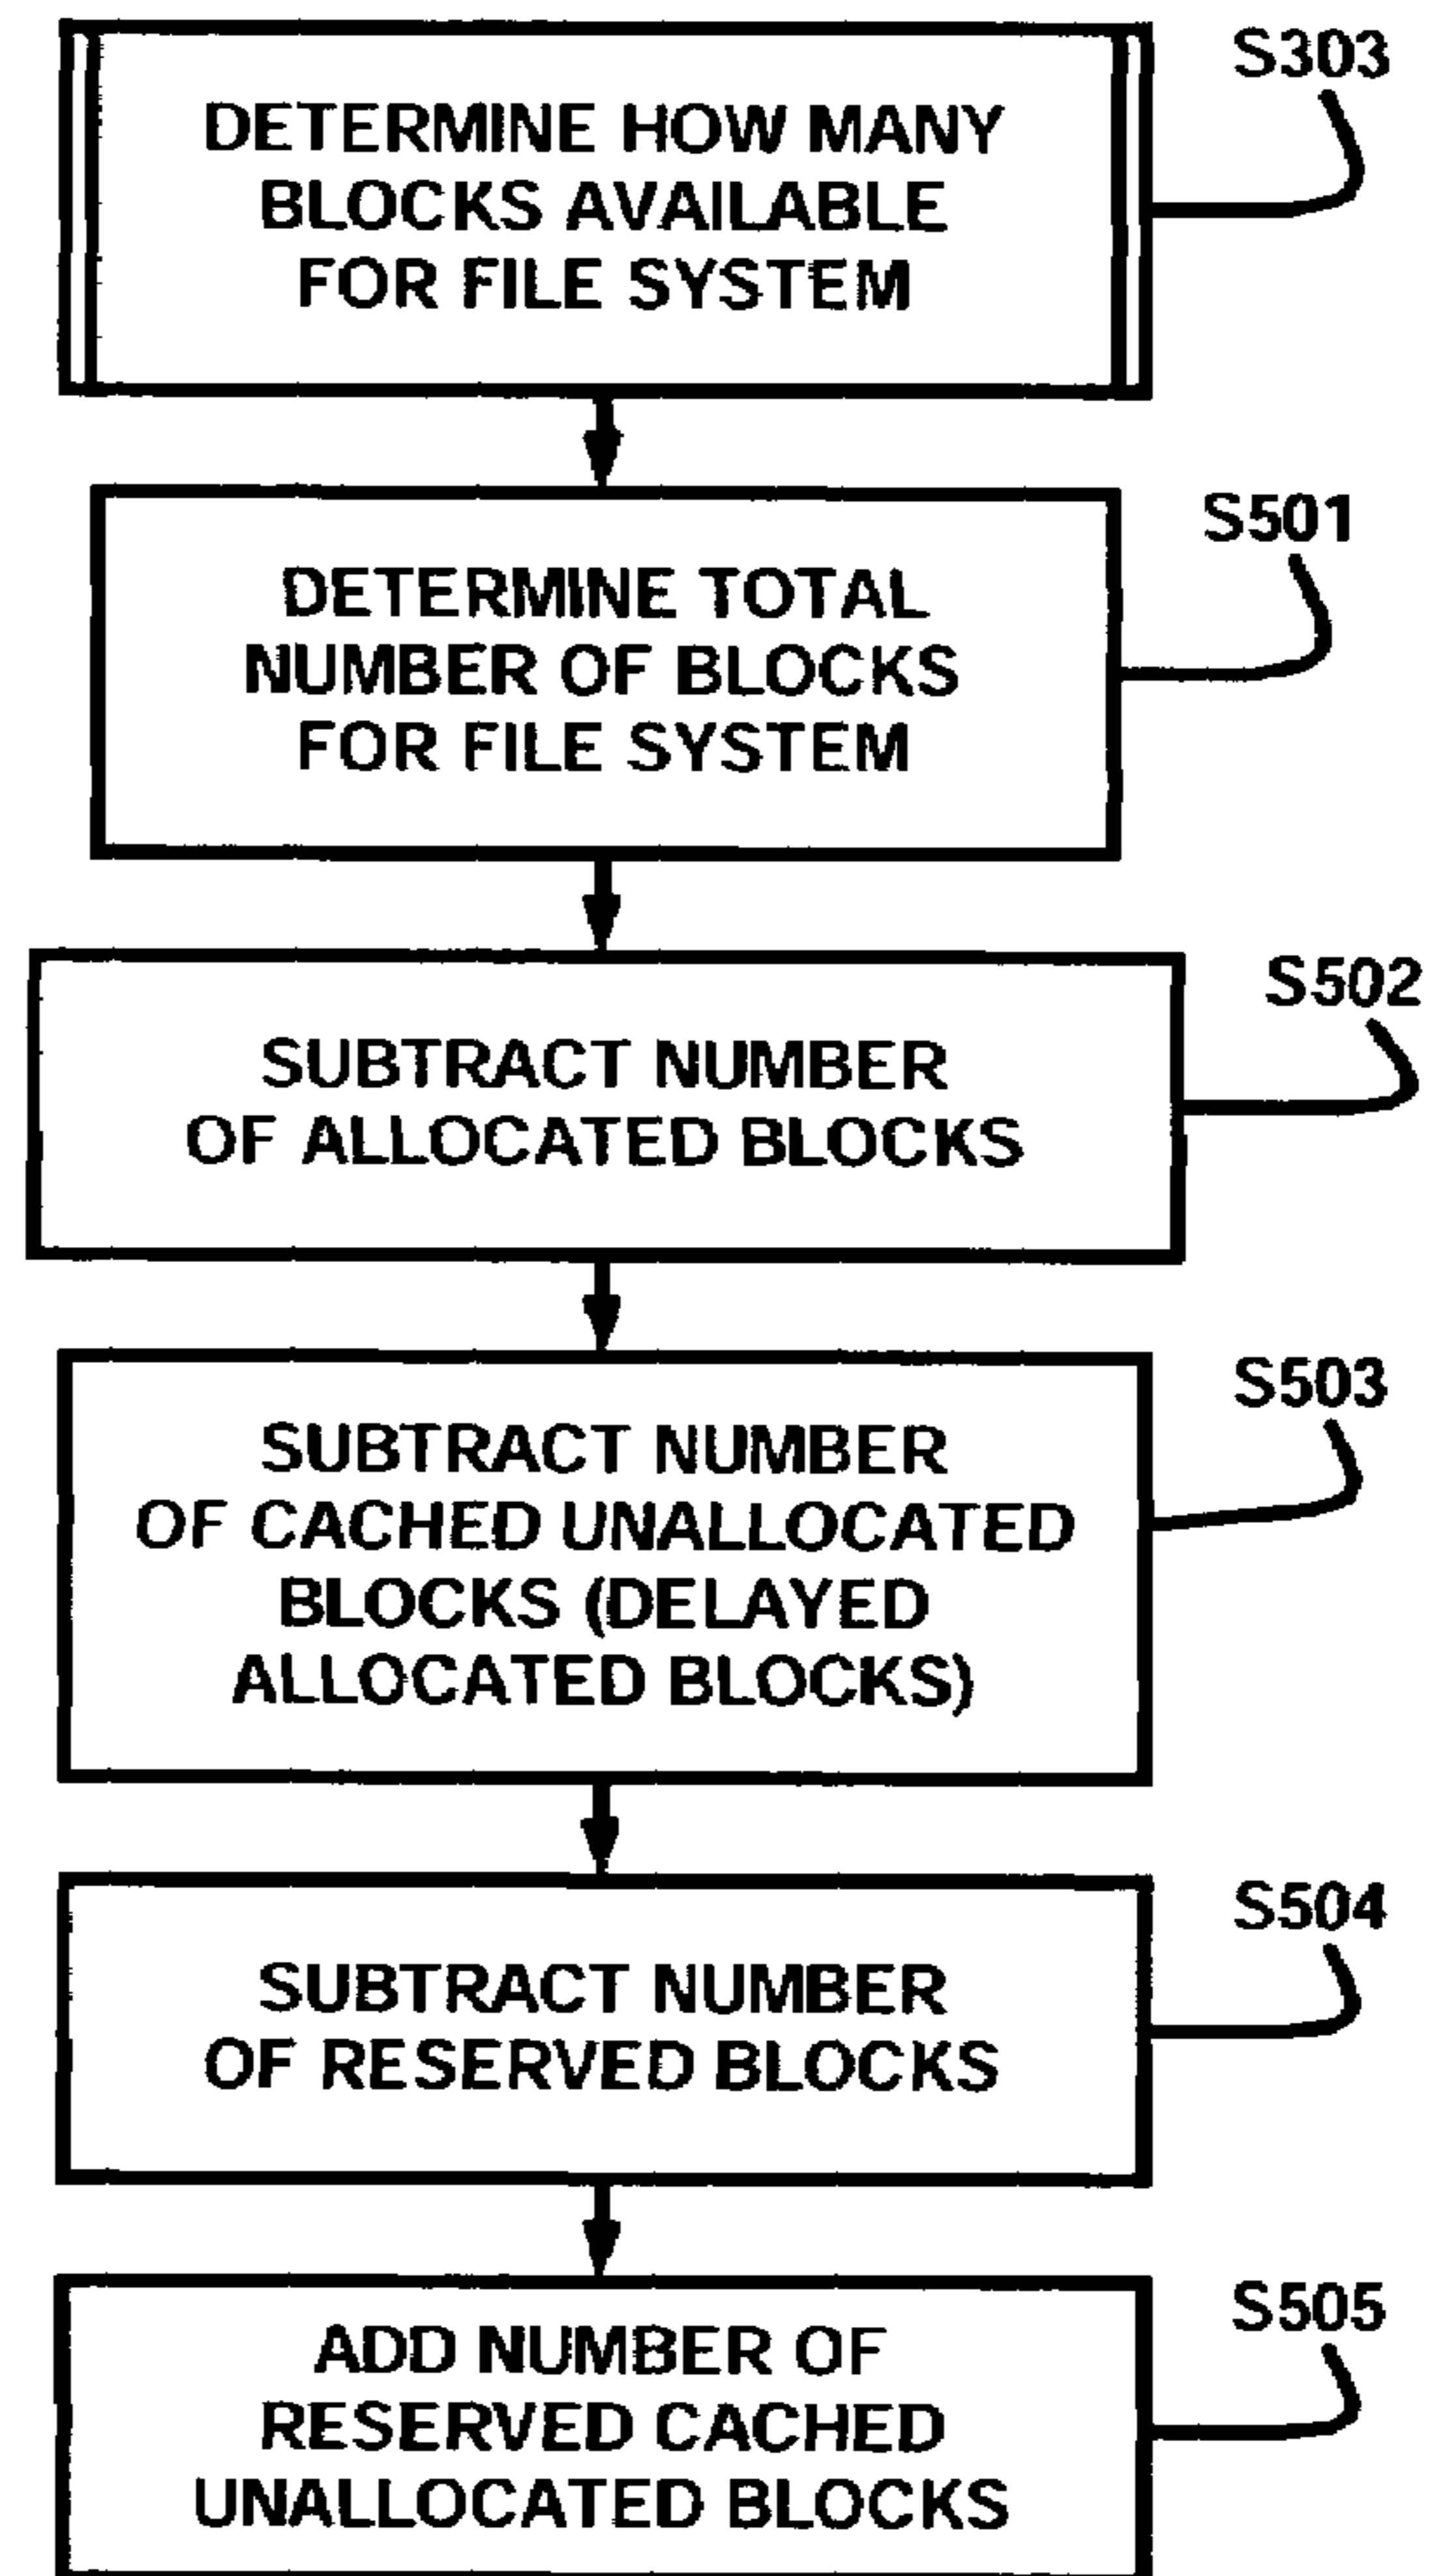 S303
DETERMINE HOW MANY
BLOCKS AVAILABLE
FOR FILE SYSTEM
S501
DETERMINE TOTAL
NUMBER OF BLOCKS
FOR FILE SYSTEM
S502
SUBTRACT NUMBER
OF ALLOCATED BLOCKS
S503
SUBTRACT NUMBER
OF CACHED UNALLOCATED
BLOCKS (DELAYED
ALLOCATED BLOCKS)
S504
SUBTRACT NUMBER
OF RESERVED BLOCKS
S505
ADD NUMBER OF
RESERVED CACHED
UNALLOCATED BLOCKS